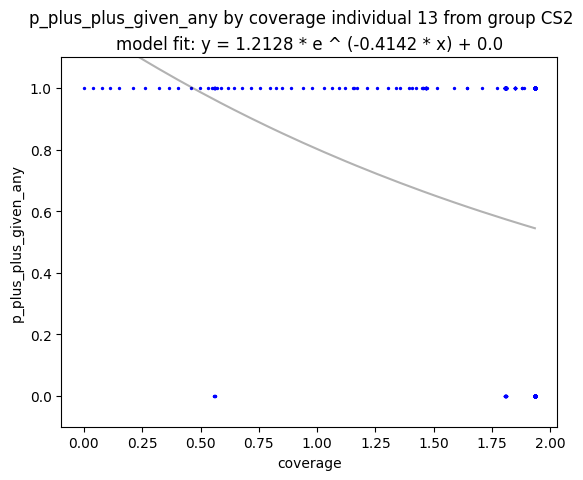 p_plus_plus_given_any by coverage individual 13 from group CS2
model fit: y = 1.2128 * e ^ (-0.4142 * x) + 0.0
1.0
0.8
0.6
0.4
0.2
0.0
p_plus_plus_given_any
0.00 0.25 0.50 0.75 1.00 1.25 1.50 1.75 2.00
coverage